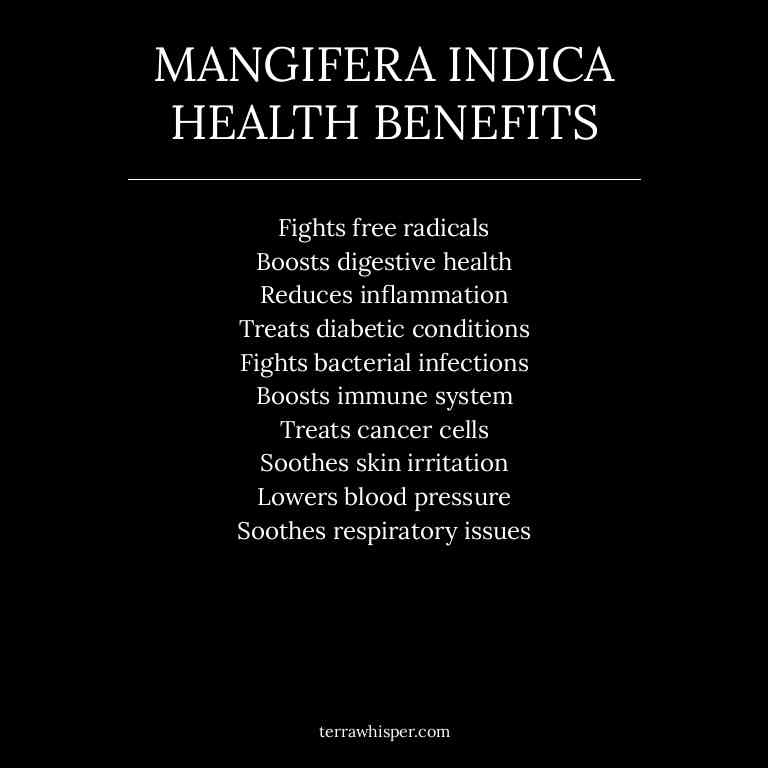 MANGIFERA INDICA
HEALTH BENEFITS
Fights free radicals
Boosts digestive health
Reduces inflammation
Treats diabetic conditions
Fights bacterial infections
Boosts immune system
Treats cancer cells
Soothes skin irritation
Lowers blood pressure
Soothes respiratory issues
terrawhisper.com